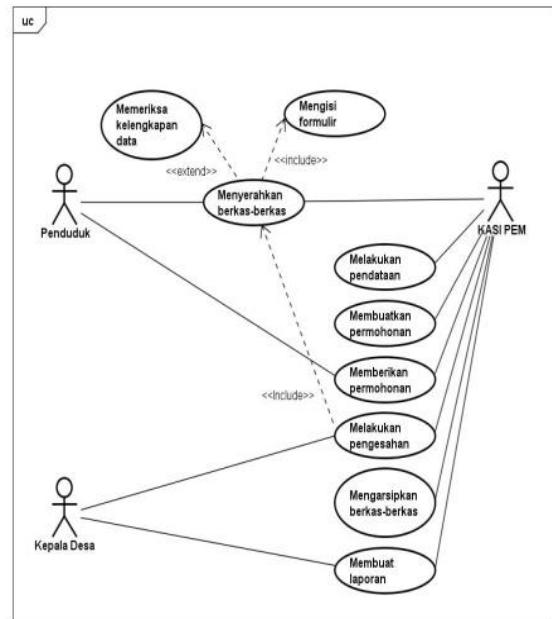 uc
Memeriksa
kelengkapan
data
Mengisi
formulir
<<extend>>
<<include>>
Menyerahkan
berkas-berkas
Penduduk
KASI PEM
Melakukan
pendataan
Membuatkan
permohonan
Memberikan
permohonan
<<include>>
Melakukan
pengesahan
Mengarsipkan
berkas-berkas
Kepala Desa
Membuat
laporan